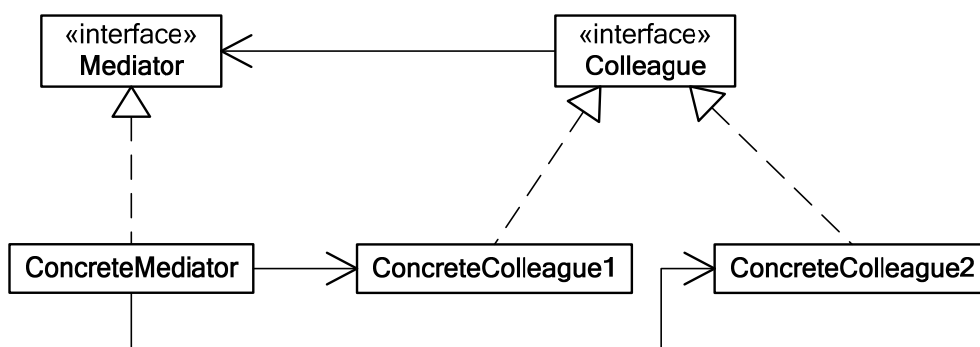 «interface»
Mediator
«interface»
Colleague
ConcreteMediator
ConcreteColleague1
ConcreteColleague2